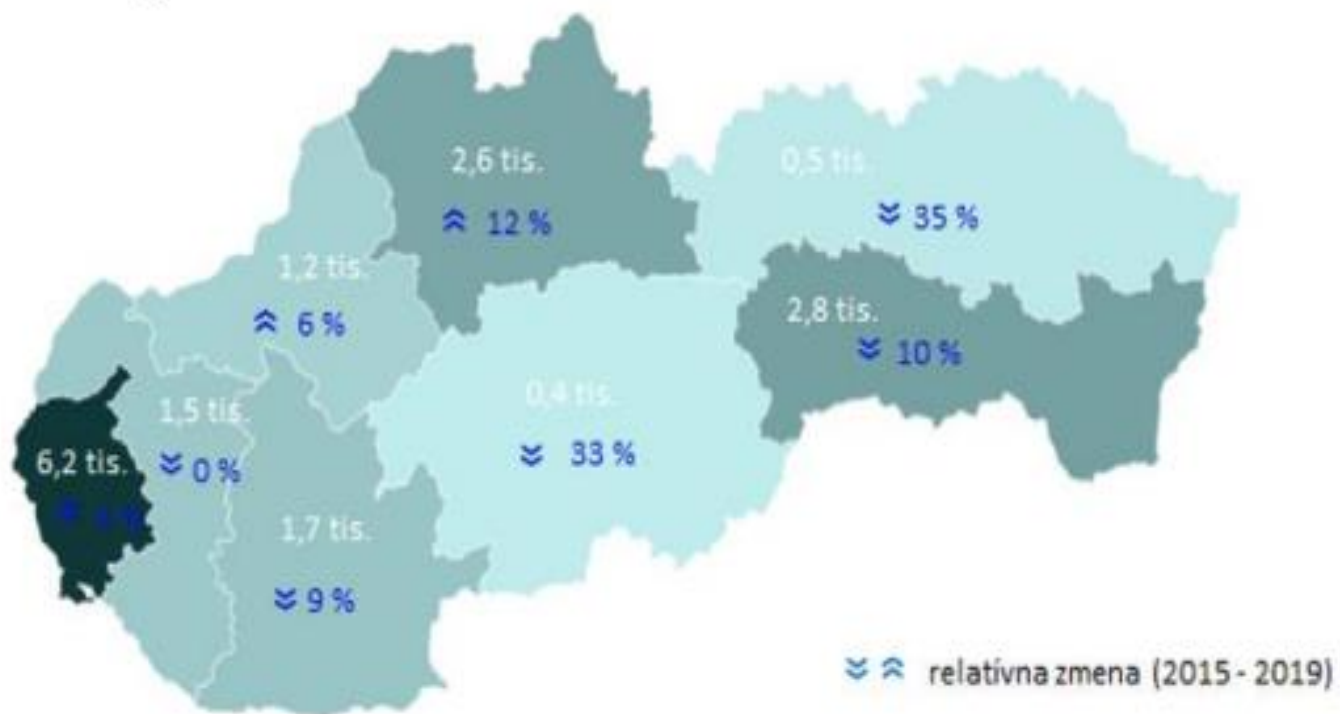 2,6 tis.
︽ 12 %
0,5 tis.
︾ 35 %
1,2 tis.
︽ 6 %
2,8 tis.
︾ 10 %
0,4 tis.
︾ 33 %
1,5 tis.
︾ 0 %
6,2 tis.
1,7 tis.
︾ 9 %
︾ ︽ relatívna zmena (2015 - 2019)